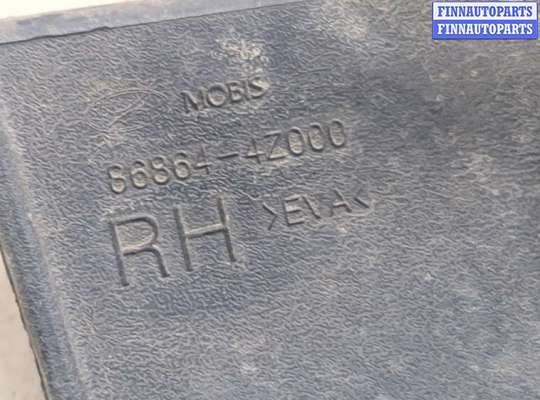 FINNAUTOPARTS
FINNAUTOPARTS
MOBIS
86864-4Z000
RH >EVA<